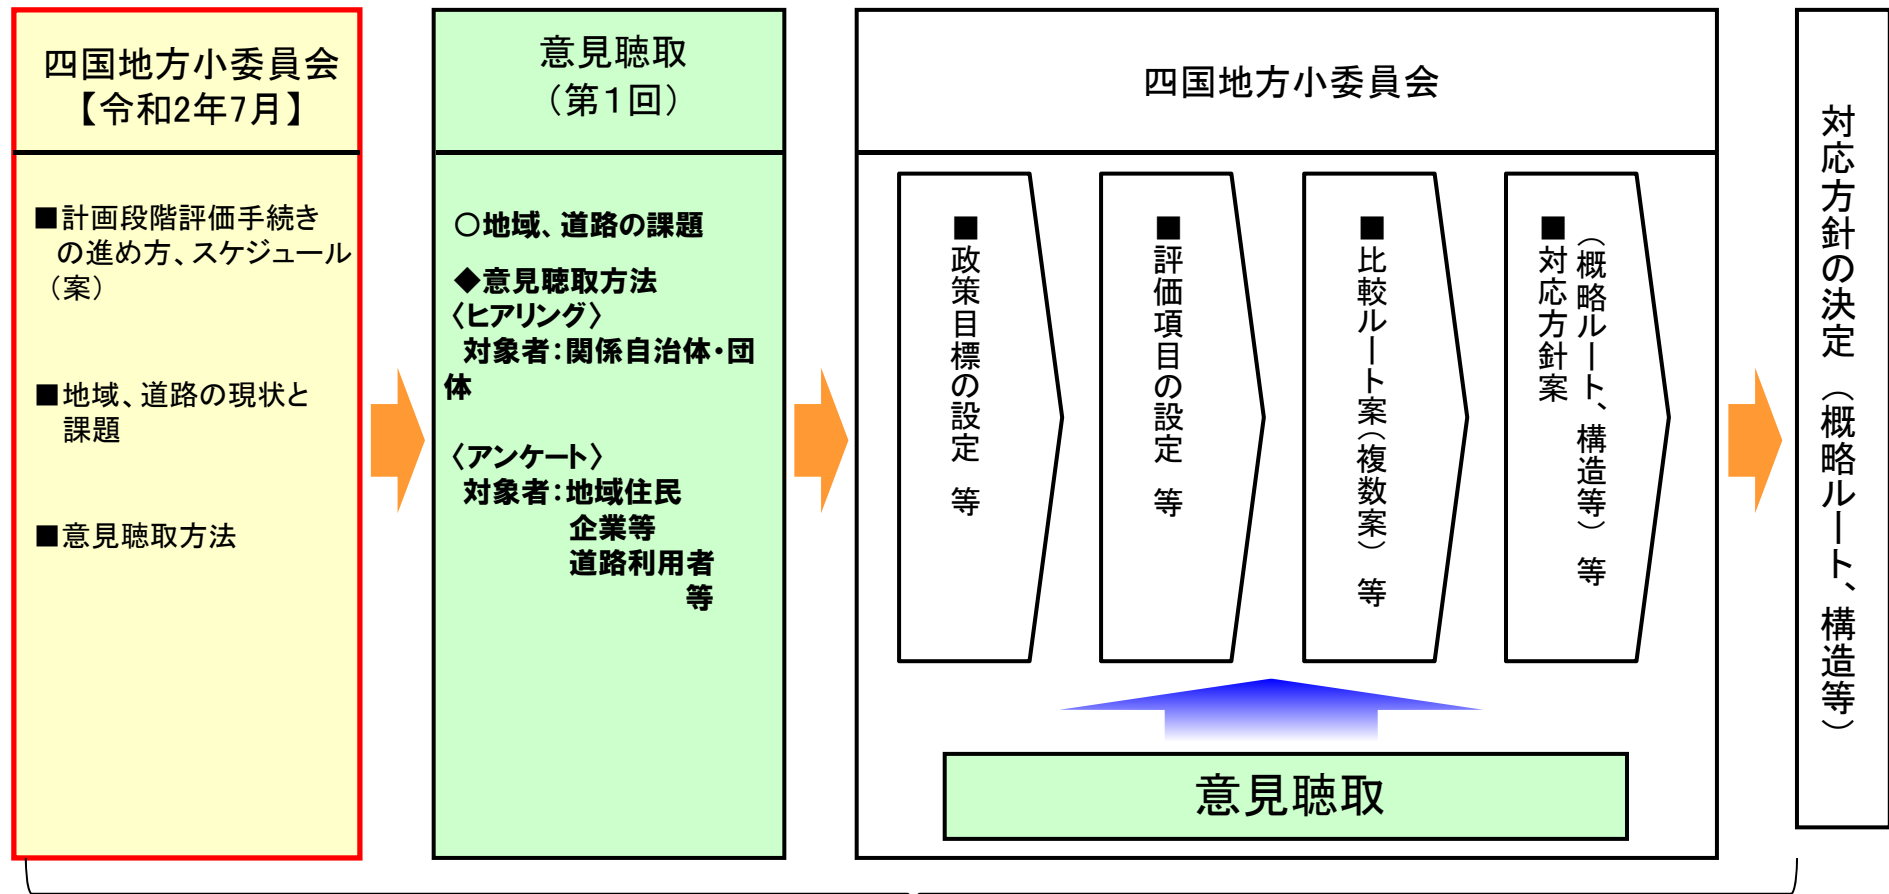 四国地方小委員会
【令和2年7月】
■計画段階評価手続き
の進め方、スケジュール
（案）
■地域、道路の現状と
課題
■意見聴取方法
意見聴取
（第１回）
○地域、道路の課題
◆意見聴取方法
〈ヒアリング〉
対象者：関係自治体・団
体
〈アンケート〉
対象者：地域住民
企業等
道路利用者
等
四国地方小委員会
■政策目標の設定　等
■評価項目の設定　等
■比較ルート案（複数案）　等
■対応方針案
（概略ルート、構造等）　等
意見聴取
対応方針の決定　（概略ルート、構造等）